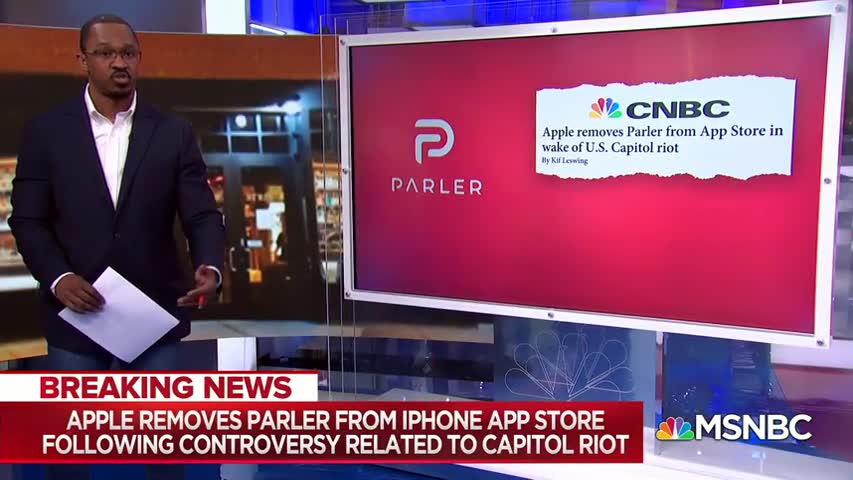 CNBC
Apple removes Parler from App Store in
wake of U.S. Capitol riot
By Kif Leswing
PARLER
BREAKING NEWS
APPLE REMOVES PARLER FROM IPHONE APP STORE
FOLLOWING CONTROVERSY RELATED TO CAPITOL RIOT
MSNBC